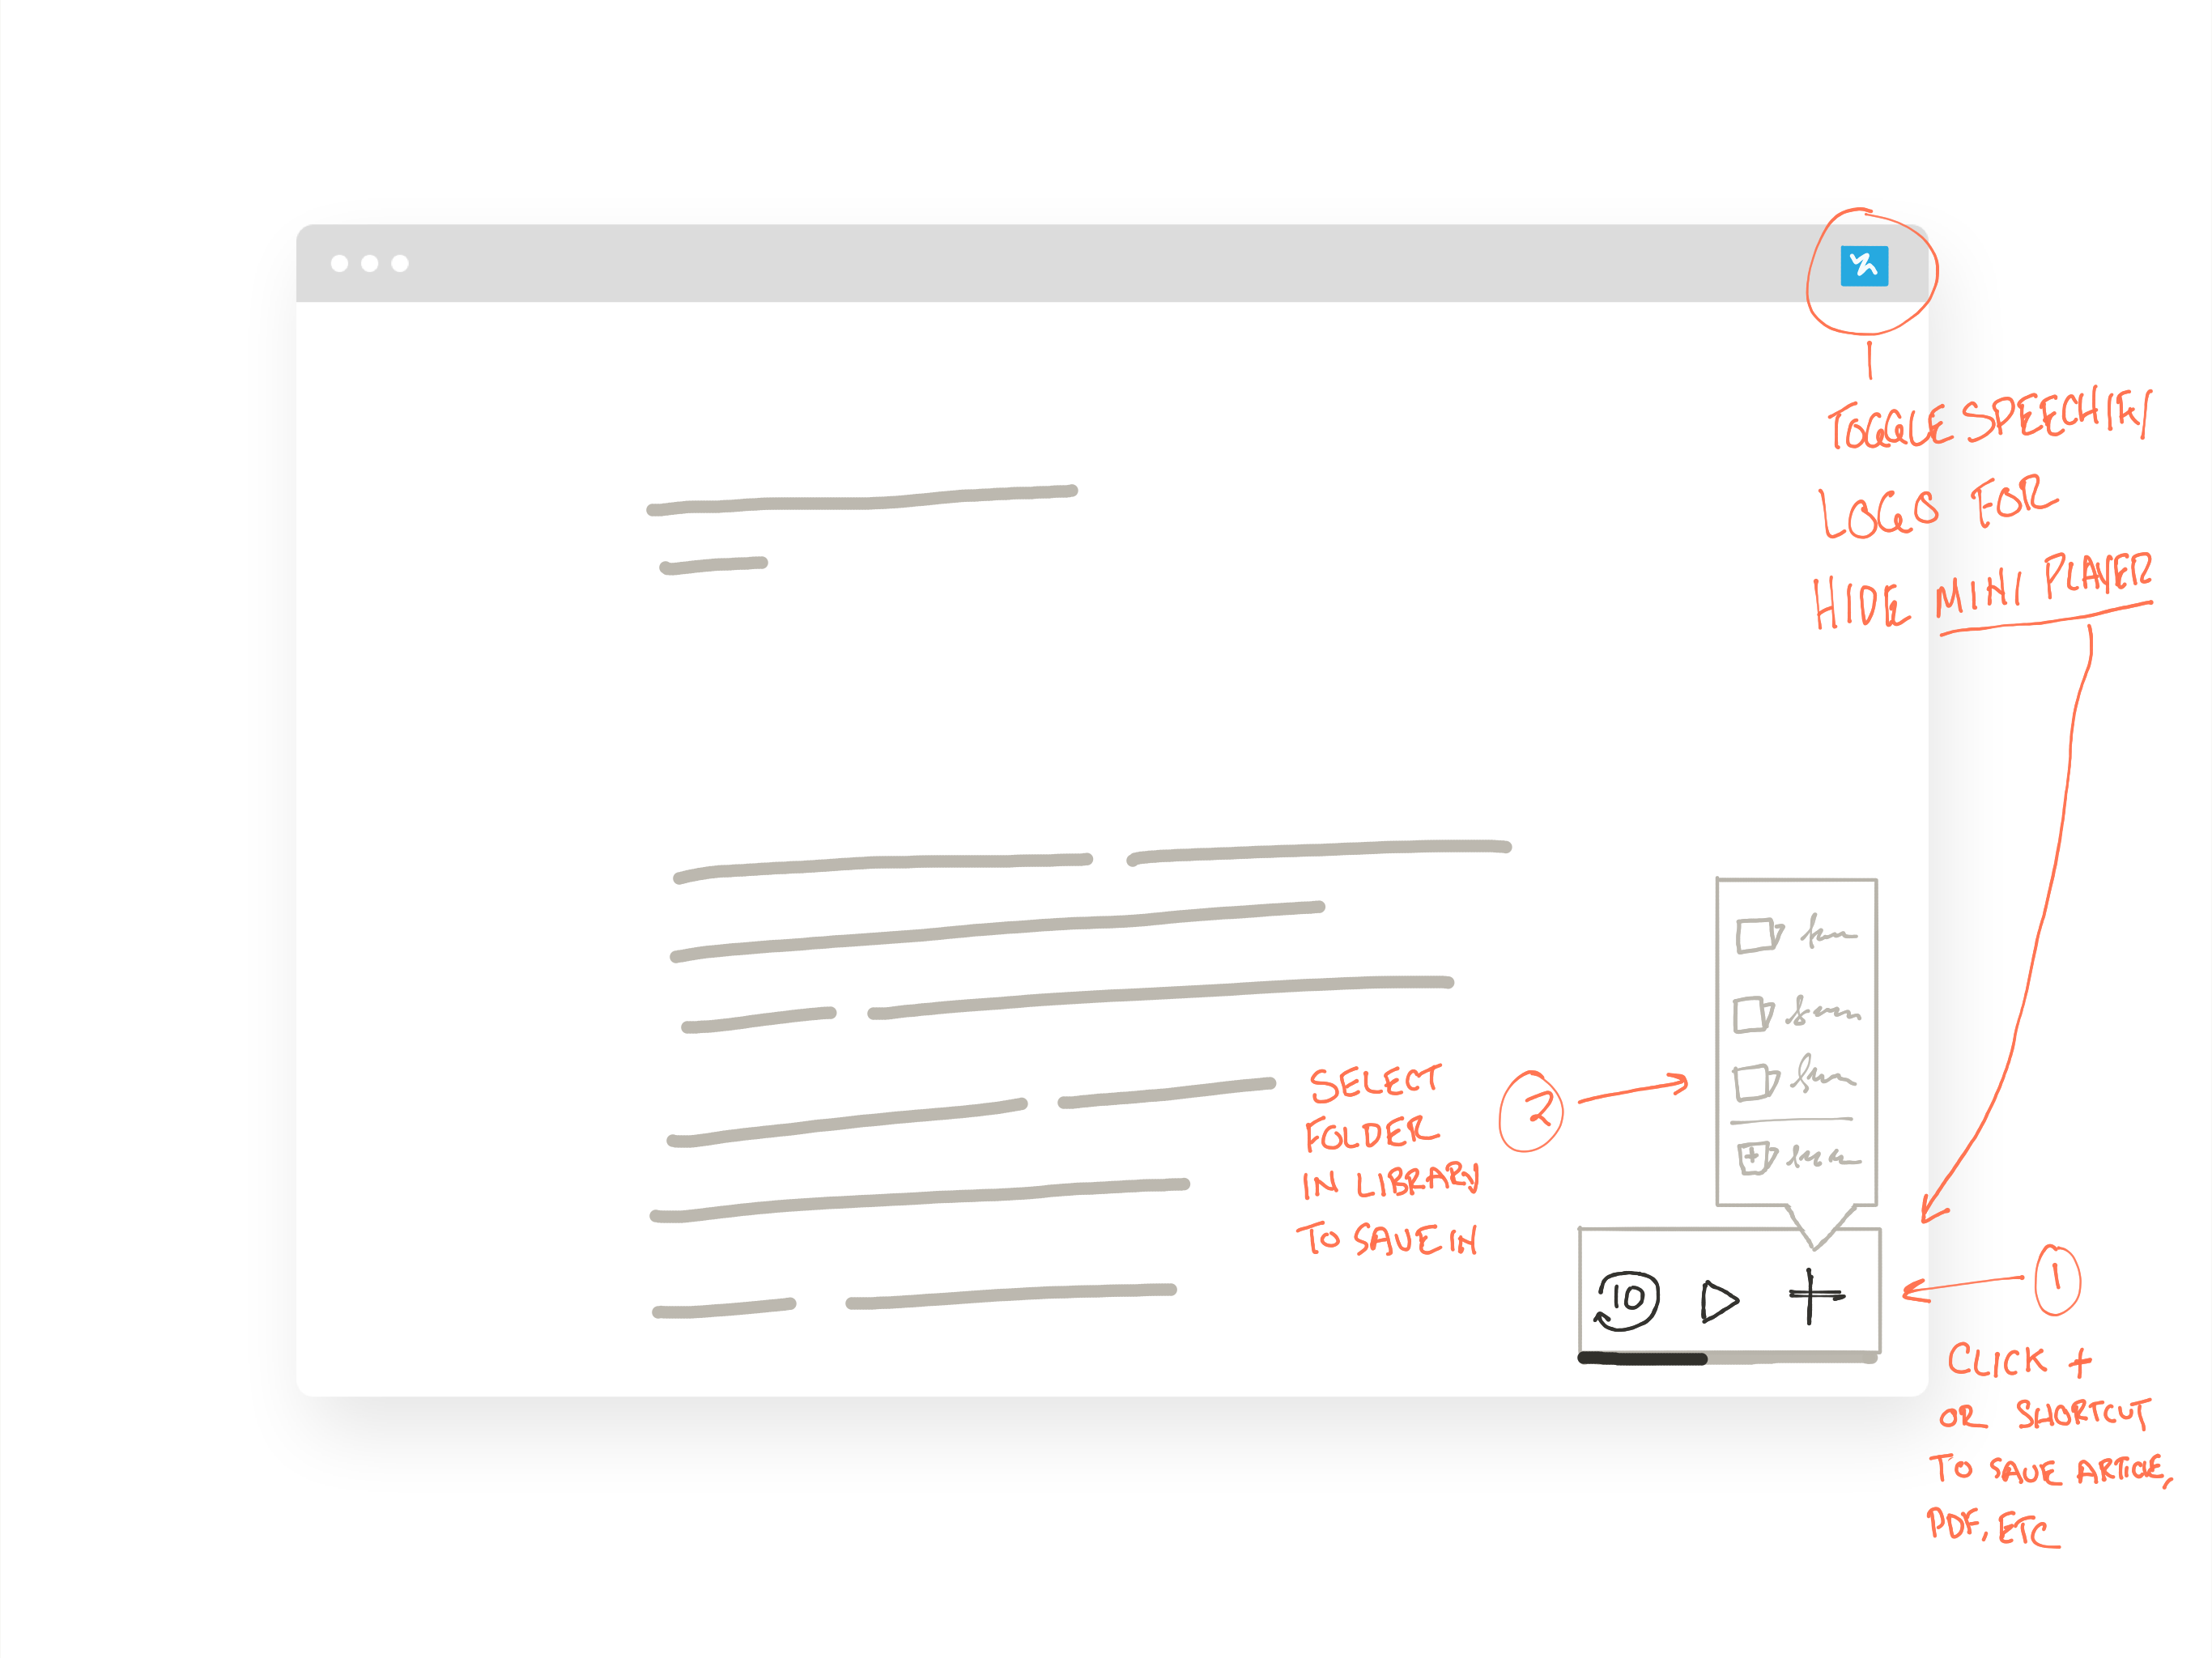 TOGGLE SPEECHIFY
LOGO FOR
HIDE MINI PLAYER
SELECT
FOLDER
IN LIBRARY
TO SAVE IN
2
10
1
CLICK +
OR SHORTCUT
TO SAVE ARTICLE,
PDF, ETC